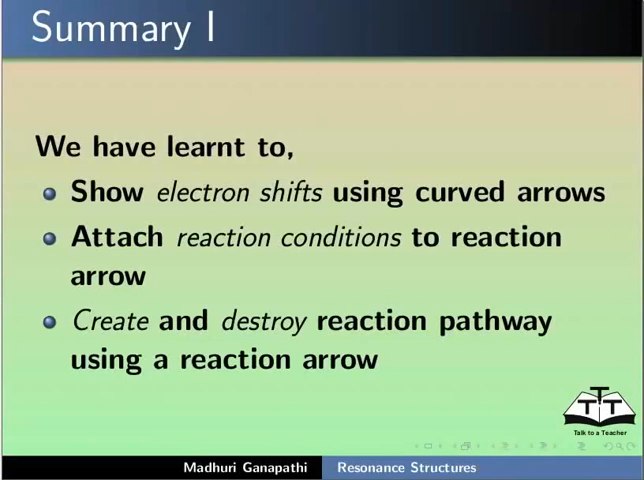 Summary I
We have learnt to,
Show electron shifts using curved arrows
Attach reaction conditions to reaction
arrow
Create and destroy reaction pathway
using a reaction arrow
TTT
Talk to a Teacher
Madhuri Ganapathi Resonance Structures